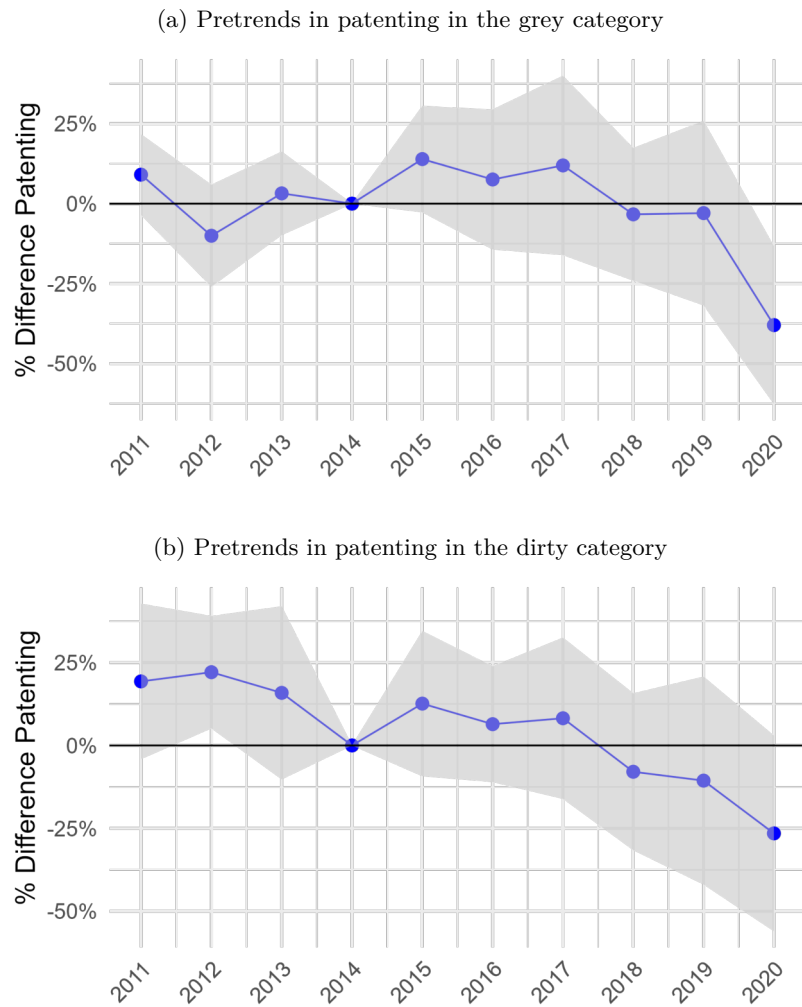 (a) Pretrends in patenting in the grey category
% Difference Patenting
25%
0%
-25%
-50%
2011 2012 2013 2014 2015 2016 2017 2018 2019 2020
(b) Pretrends in patenting in the dirty category
% Difference Patenting
25%
0%
-25%
-50%
2011 2012 2013 2014 2015 2016 2017 2018 2019 2020